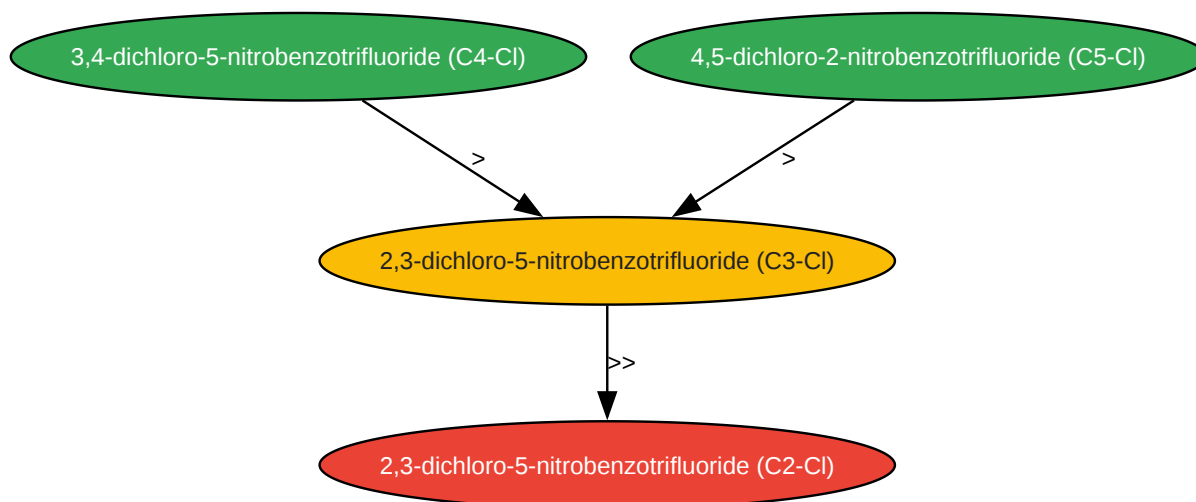 3,4-dichloro-5-nitrobenzotrifluoride (C4-Cl)
4,5-dichloro-2-nitrobenzotrifluoride (C5-Cl)
>
>
2,3-dichloro-5-nitrobenzotrifluoride (C3-Cl)
>>
2,3-dichloro-5-nitrobenzotrifluoride (C2-Cl)